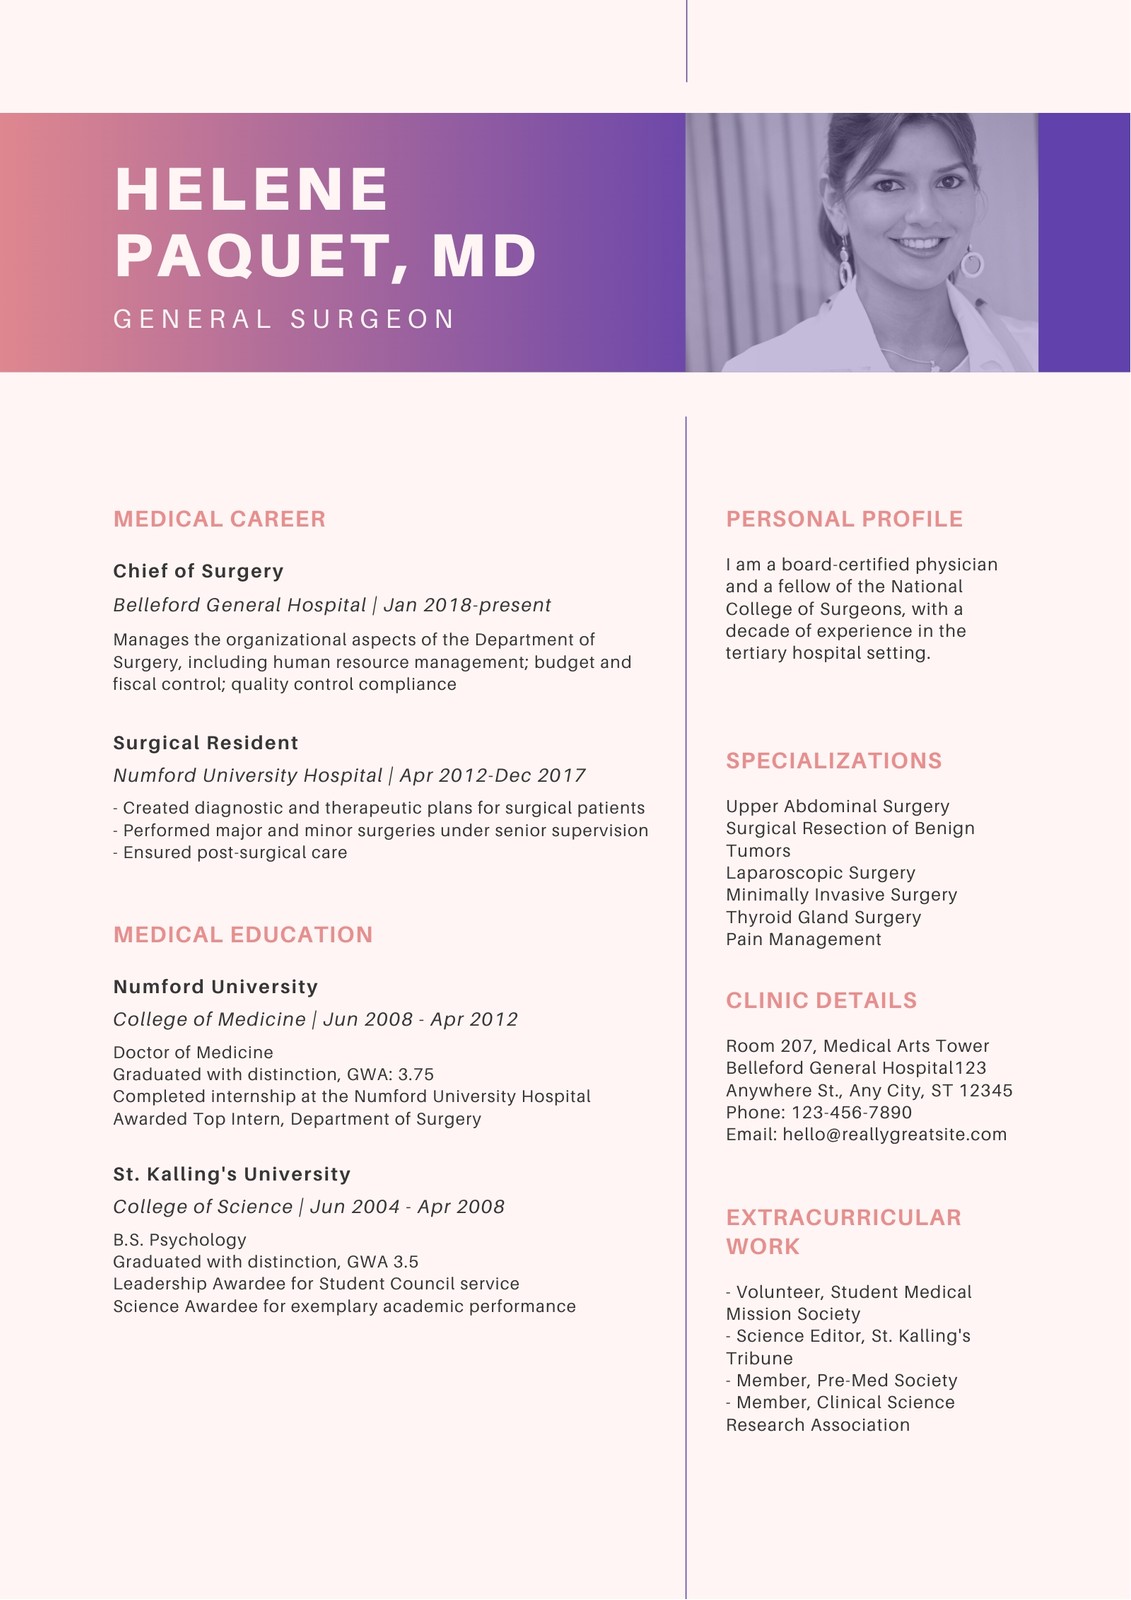 HELENE
PAQUET, MD
GENERAL SURGEON
MEDICAL CAREER
Chief of Surgery
Belleford General Hospital | Jan 2018-present
Manages the organizational aspects of the Department of
Surgery, including human resource management; budget and
fiscal control; quality control compliance
Surgical Resident
Numford University Hospital | Apr 2012-Dec 2017
- Created diagnostic and therapeutic plans for surgical patients
- Performed major and minor surgeries under senior supervision
- Ensured post-surgical care
MEDICAL EDUCATION
Numford University
College of Medicine | Jun 2008 - Apr 2012
Doctor of Medicine
Graduated with distinction, GWA: 3.75
Completed internship at the Numford University Hospital
Awarded Top Intern, Department of Surgery
St. Kalling's University
College of Science | Jun 2004 - Apr 2008
B.S. Psychology
Graduated with distinction, GWA 3.5
Leadership Awardee for Student Council service
Science Awardee for exemplary academic performance
PERSONAL PROFILE
I am a board-certified physician
and a fellow of the National
College of Surgeons, with a
decade of experience in the
tertiary hospital setting.
SPECIALIZATIONS
Upper Abdominal Surgery
Surgical Resection of Benign
Tumors
Laparoscopic Surgery
Minimally Invasive Surgery
Thyroid Gland Surgery
Pain Management
CLINIC DETAILS
Room 207, Medical Arts Tower
Belleford General Hospital123
Anywhere St., Any City, ST 12345
Phone: 123-456-7890
Email: hello@reallygreatsite.com
EXTRACURRICULAR
WORK
- Volunteer, Student Medical
Mission Society
- Science Editor, St. Kalling's
Tribune
- Member, Pre-Med Society
- Member, Clinical Science
Research Association